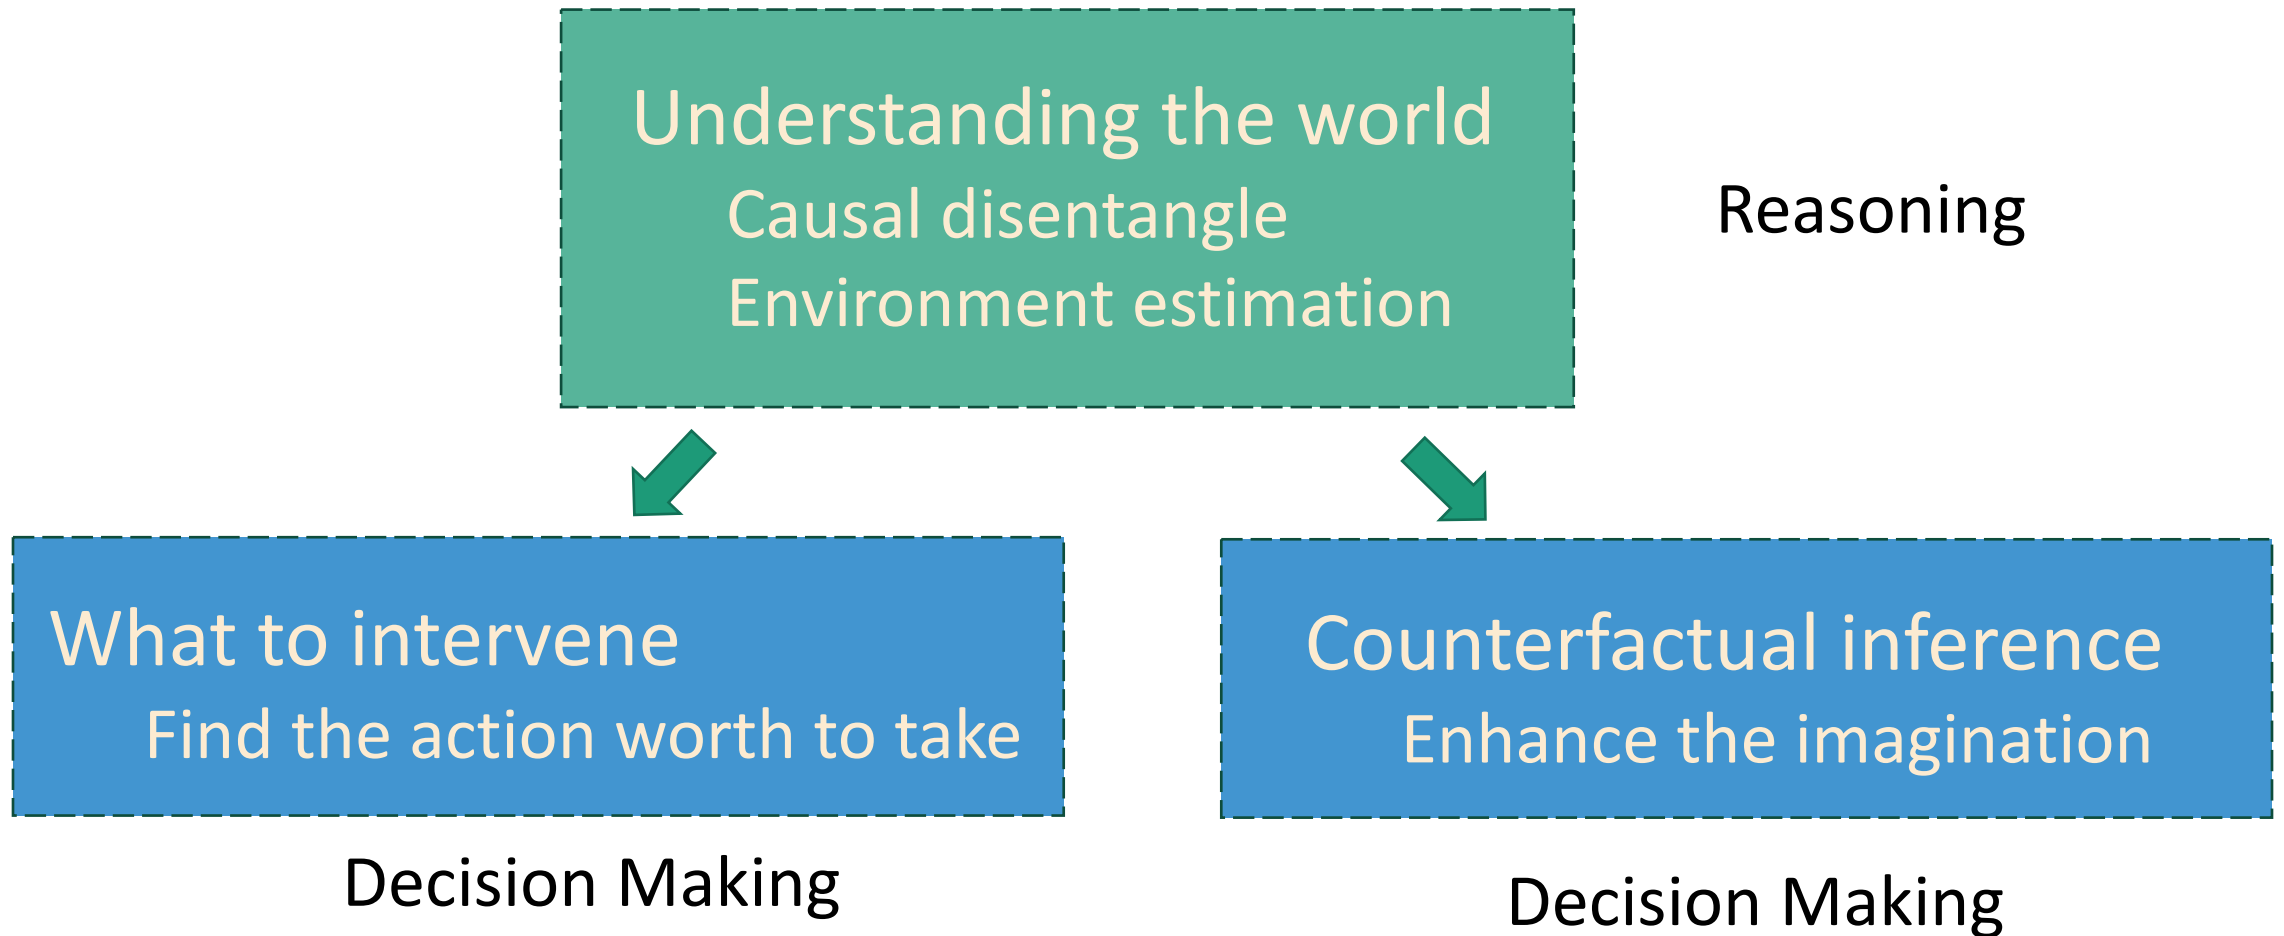 Understanding the world
Causal disentangle
Environment estimation
Reasoning
What to intervene
Find the action worth to take
Decision Making
Counterfactual inference
Enhance the imagination
Decision Making